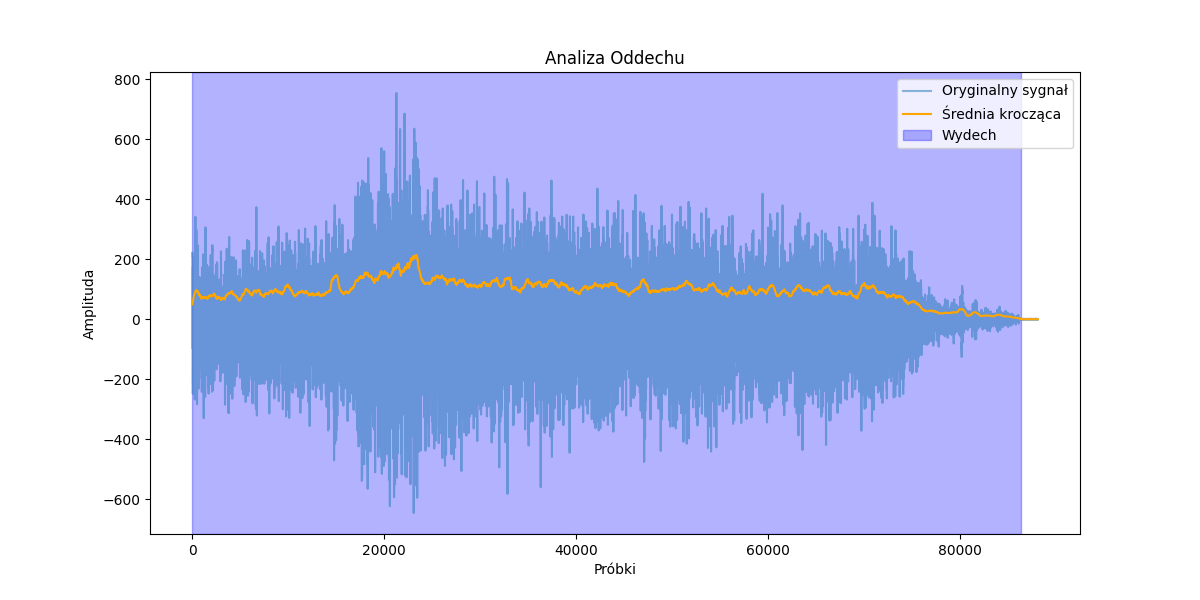 Analiza Oddechu
800
600
400
200
0
−200
−400
−600
Amplituda
Oryginalny sygnał
Średnia krocząca
Wydech
0
20000
40000
60000
80000
Próbki